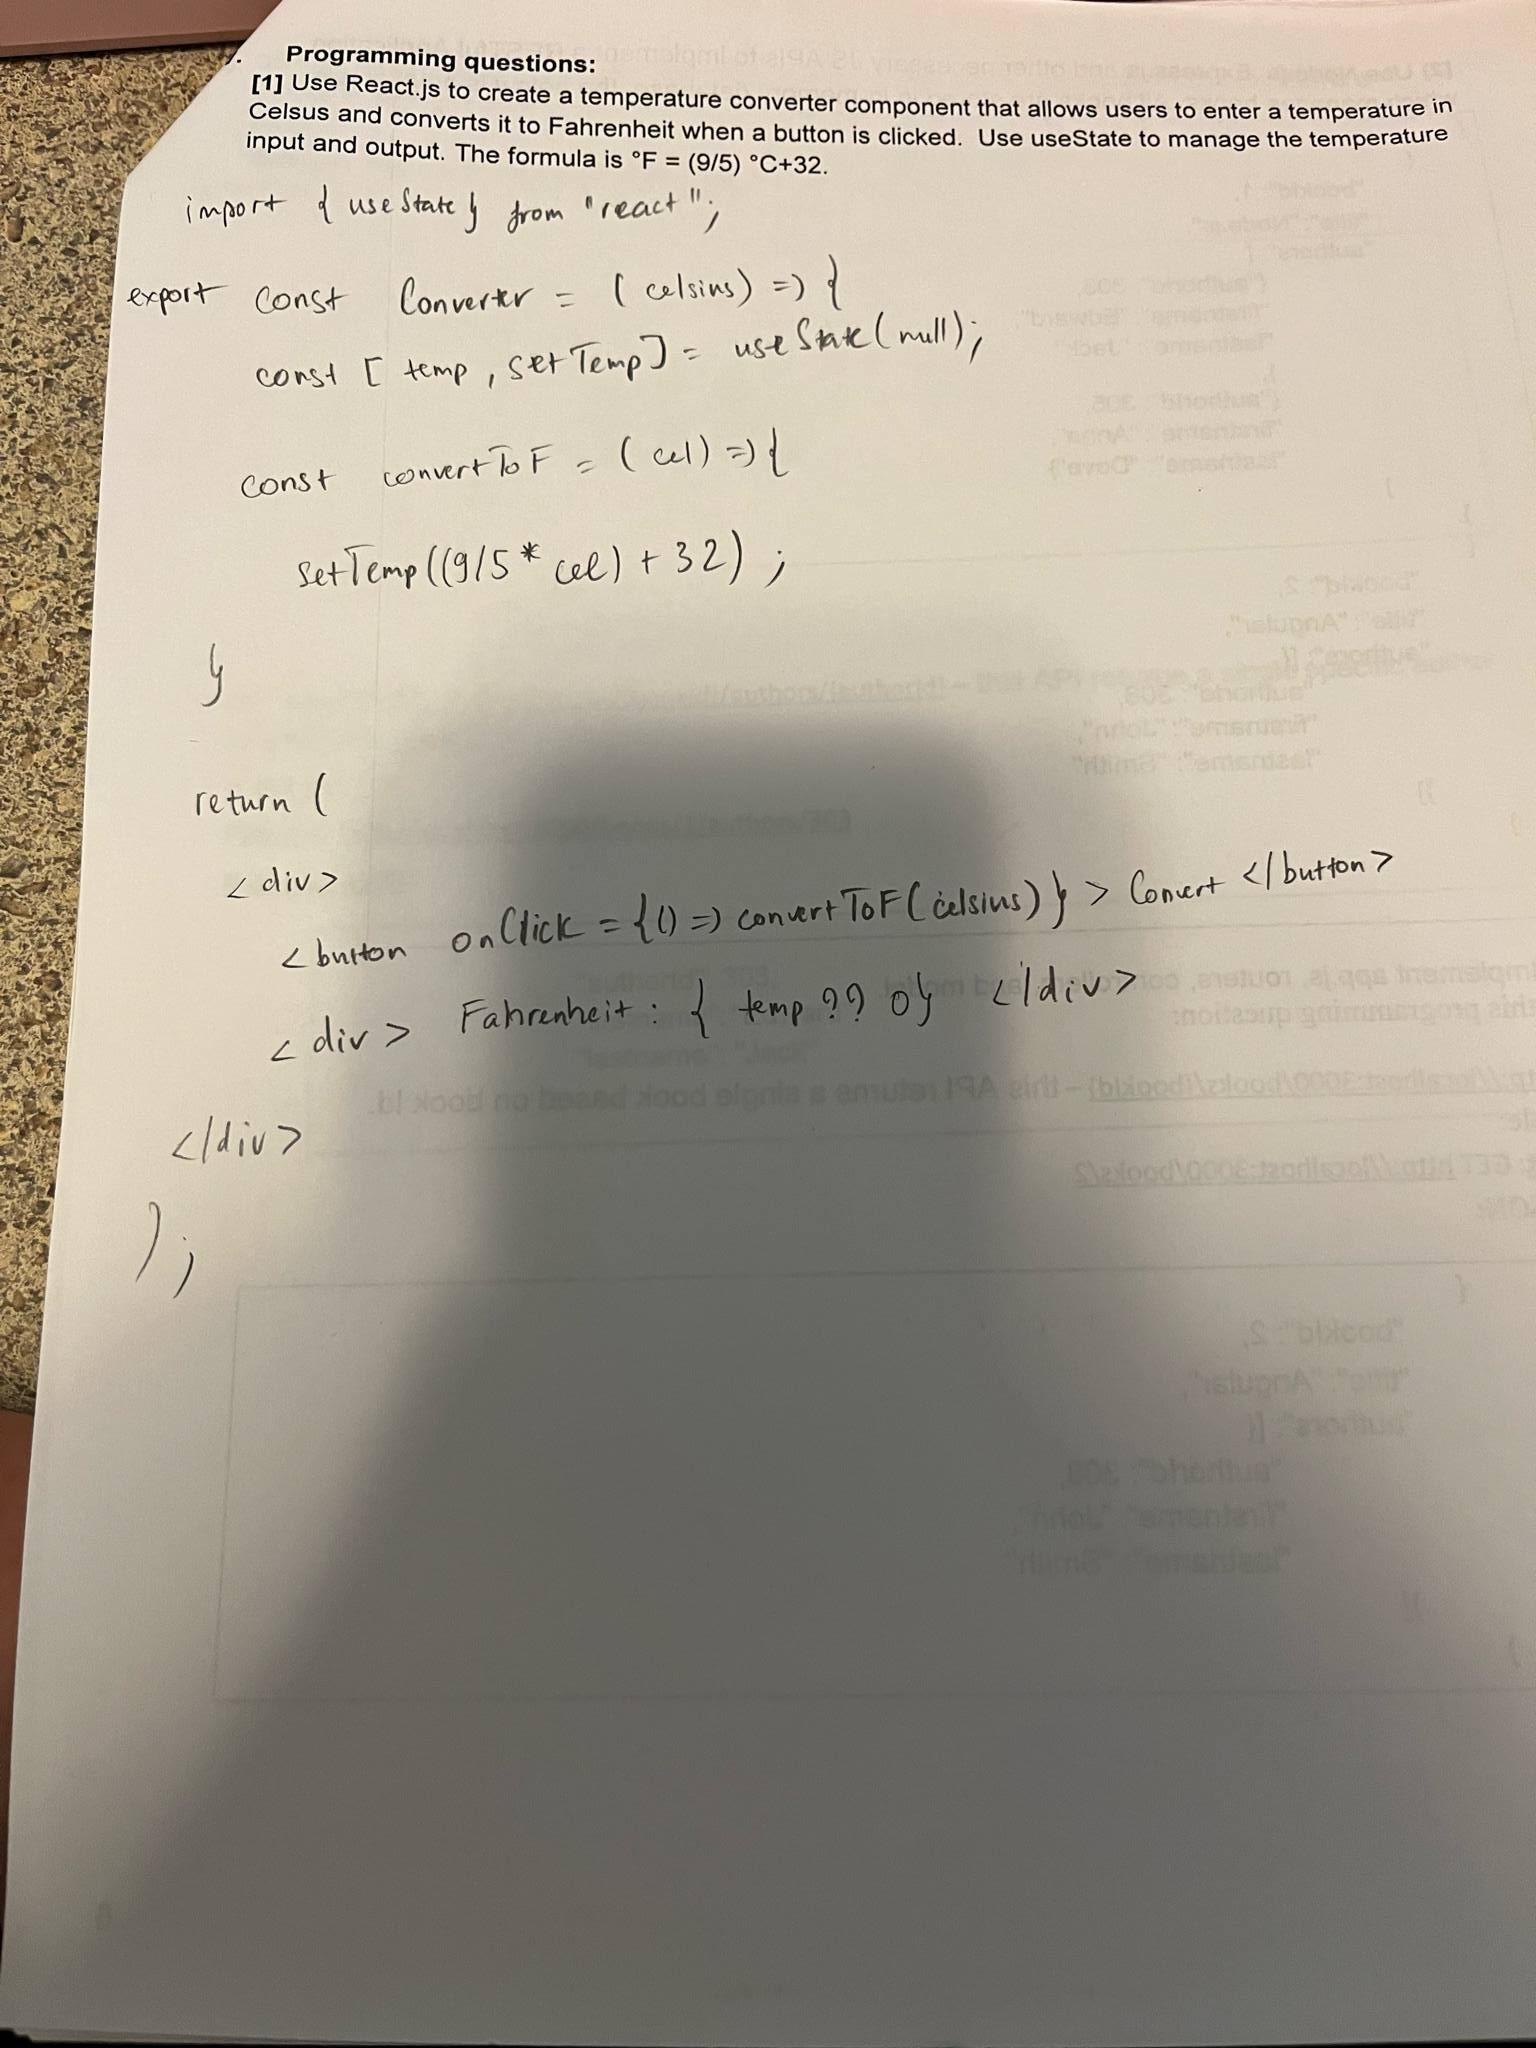 Programming questions:
[1] Use React.js to create a temperature converter component that allows users to enter a temperature in
Celsus and converts it to Fahrenheit when a button is clicked. Use useState to manage the temperature
input and output. The formula is °F = (9/5) °C+32.
import { useState } from "react";
export const Converter = (celsius) => {
const [ temp, setTemp] = useState(null);
const convertToF = (cel) => {
setTemp((9/5 * cel) + 32);
}
return (
<div>
<button onClick = {() => convertToF(celsius)} > Convert </button>
<div> Fahrenheit: { temp ?? 0} </div>
</div>
);